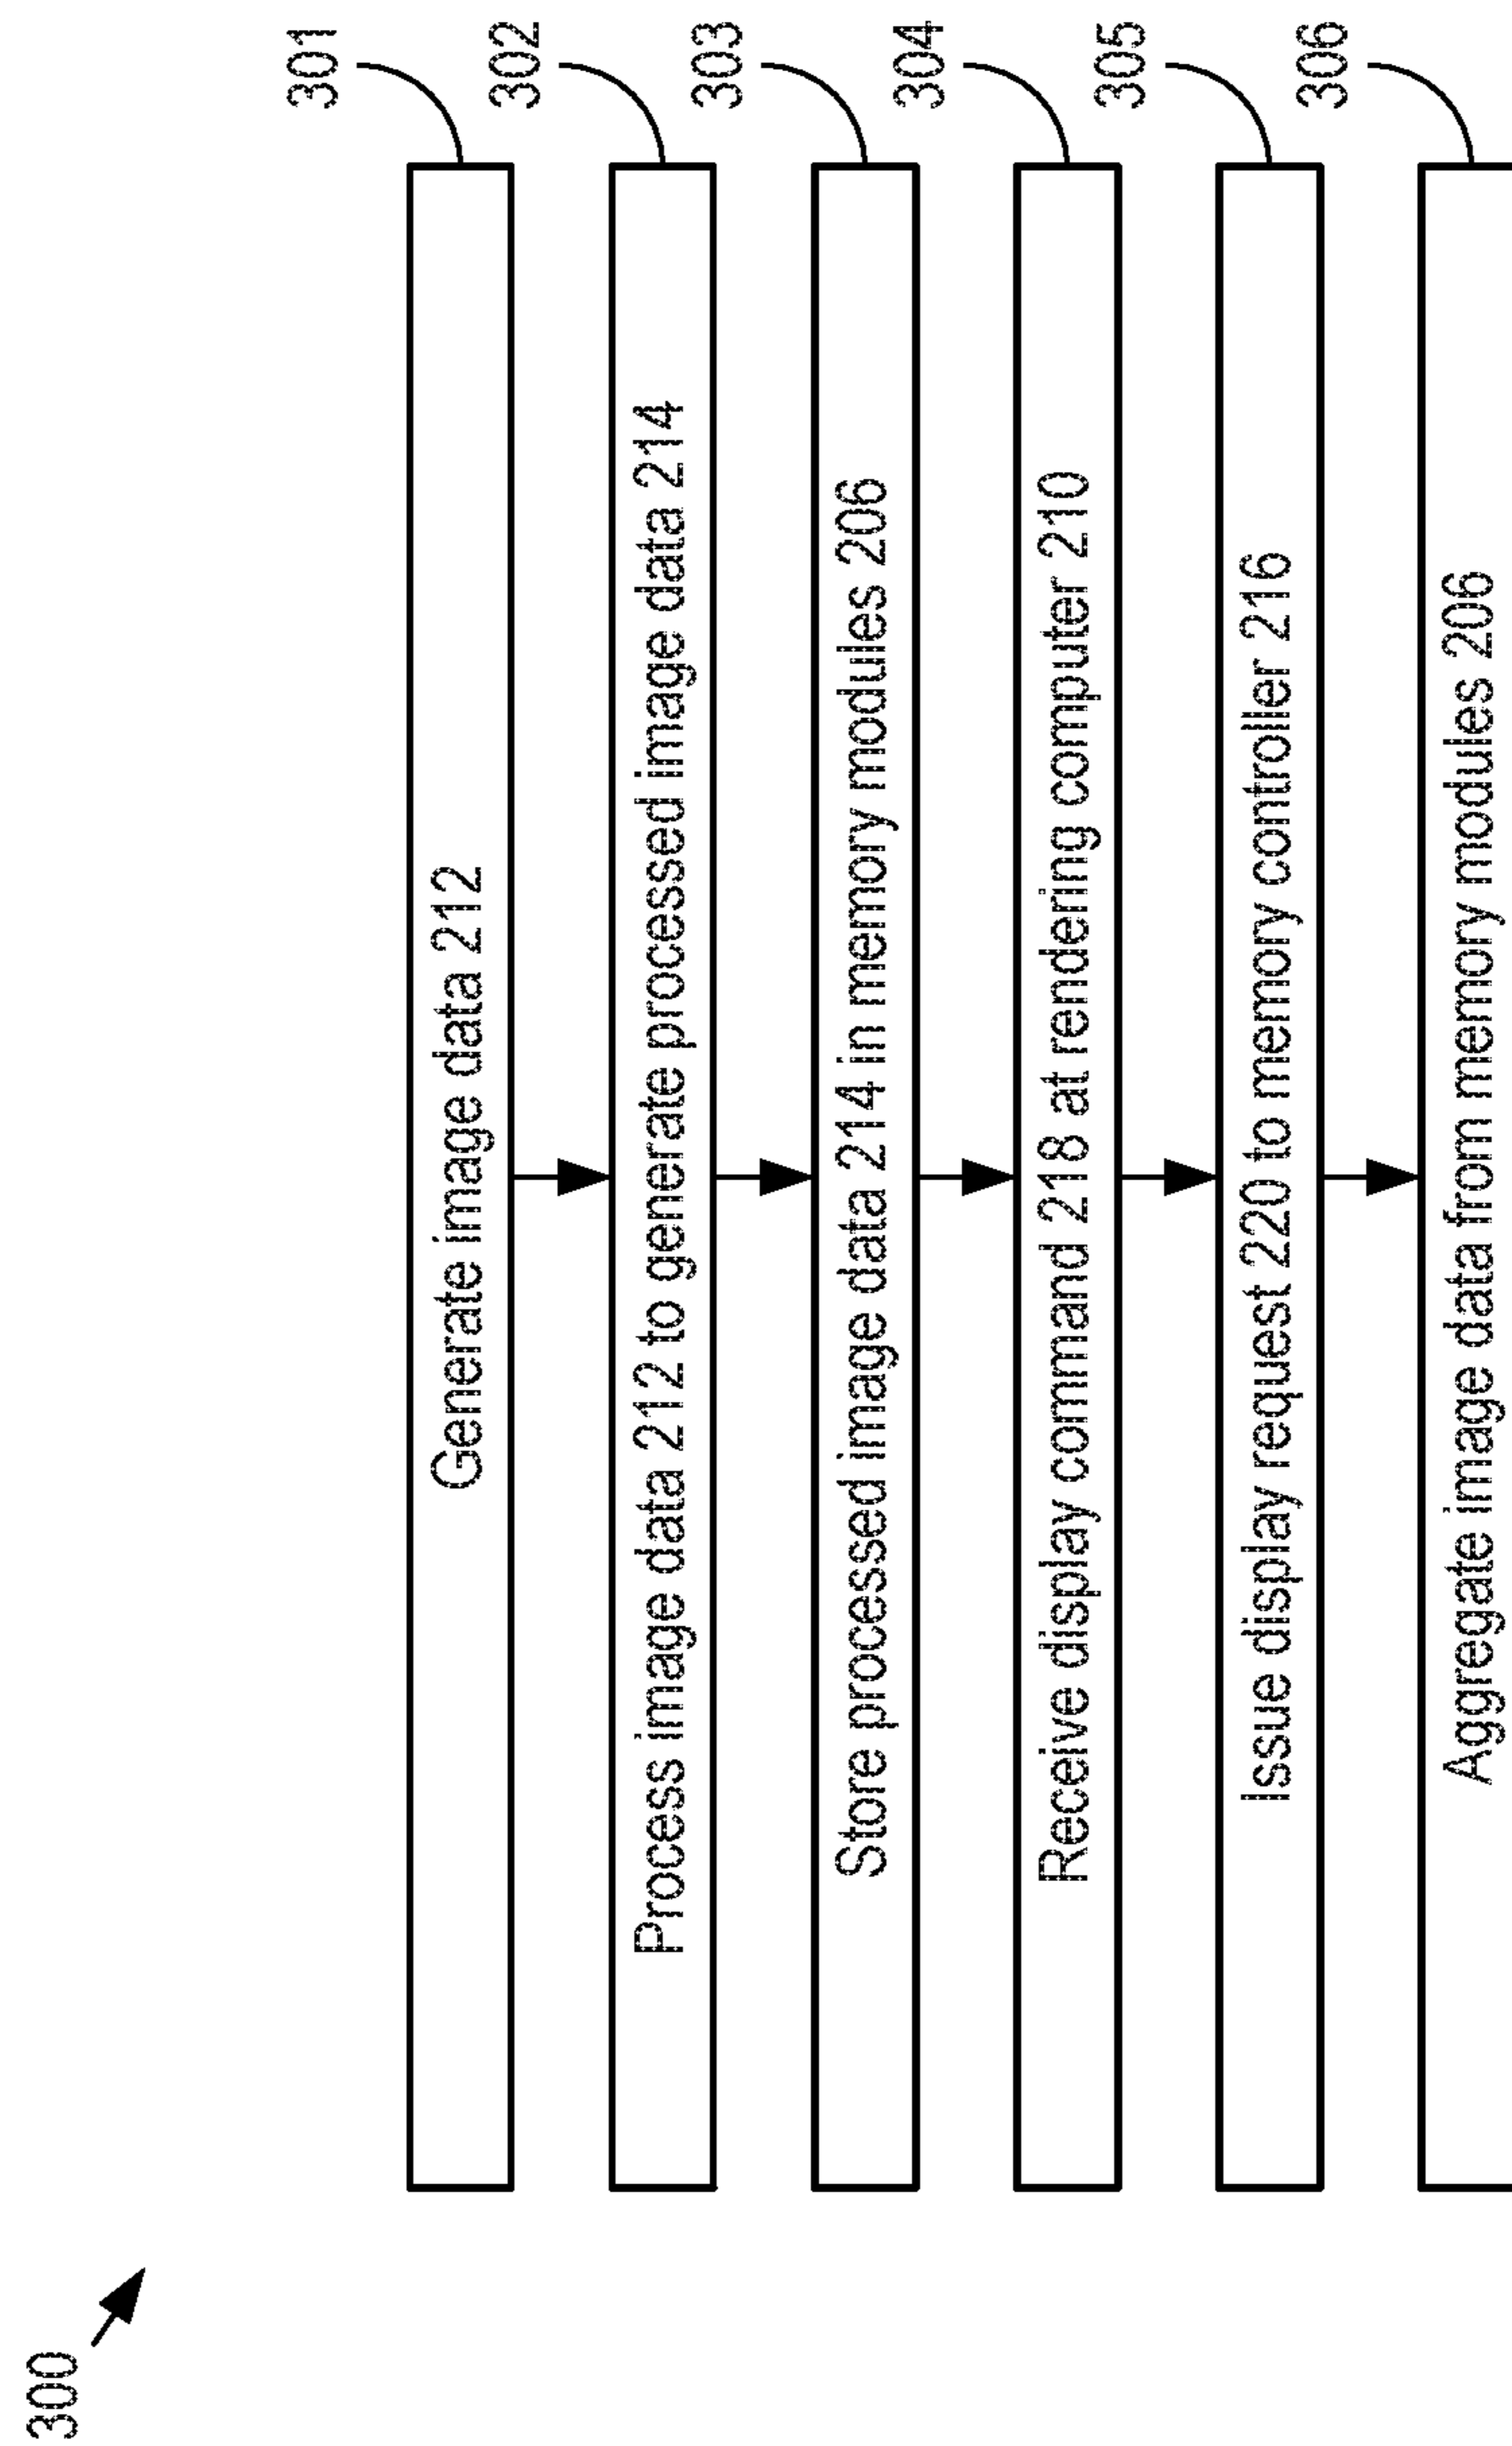 300
301
Generate image data 212
302
Process image data 212 to generate processed image data 214
303
Store processed image data 214 in memory modules 206
304
Receive display command 218 at rendering computer 210
305
Issue display request 220 to memory controller 216
306
Aggregate image data from memory modules 206